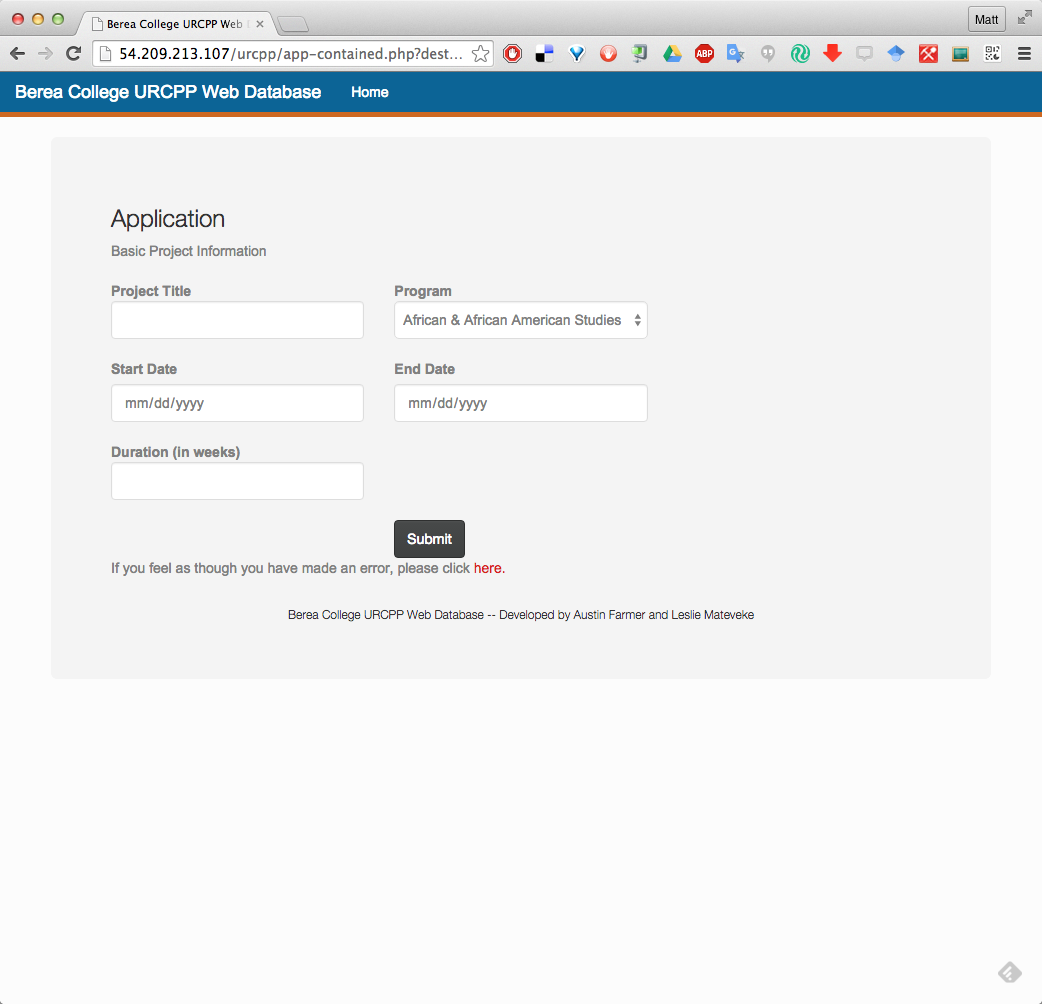 Berea College URCPP Web
Matt
54.209.213.107/urcpp/app-contained.php?dest...
ABP
Berea College URCPP Web Database Home
Application
Basic Project Information
Project Title Program
African & African American Studies
Start Date End Date
mm/dd/yyyy mm/dd/yyyy
Duration (in weeks)
Submit
If you feel as though you have made an error, please click here.
Berea College URCPP Web Database -- Developed by Austin Farmer and Leslie Mateveke